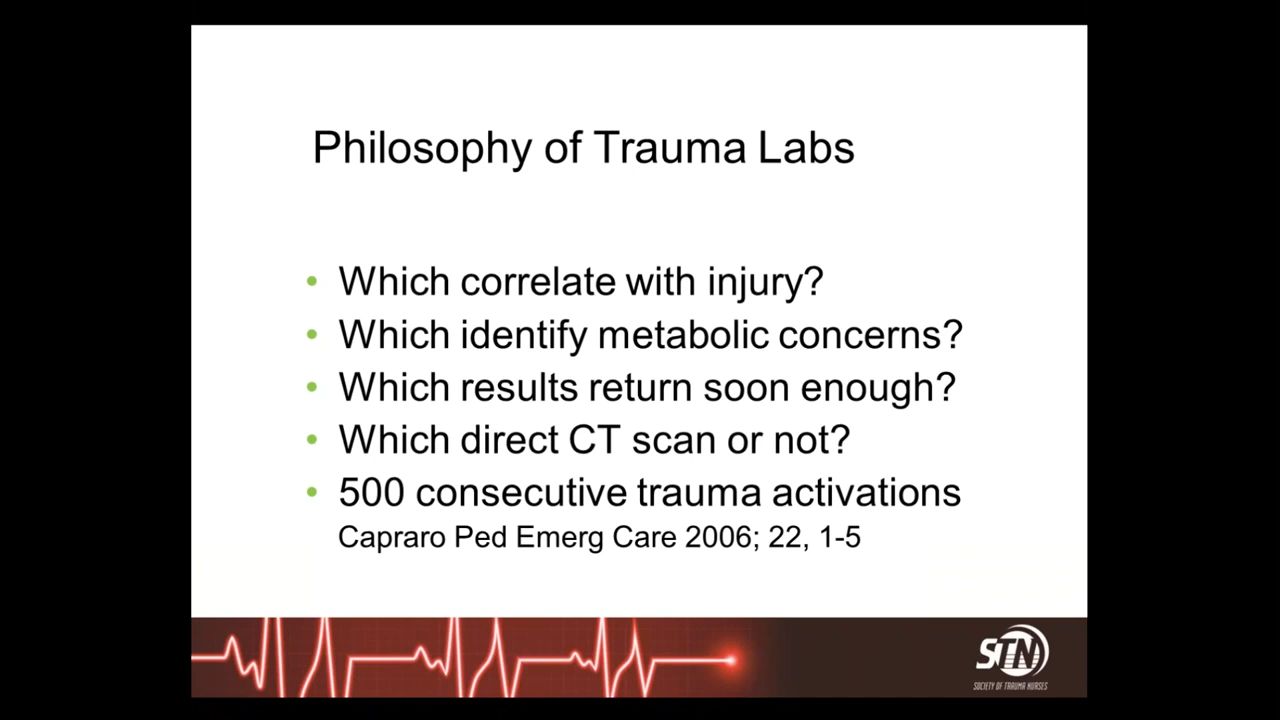 Philosophy of Trauma Labs
• Which correlate with injury?
• Which identify metabolic concerns?
• Which results return soon enough?
• Which direct CT scan or not?
• 500 consecutive trauma activations
Capraro Ped Emerg Care 2006; 22, 1-5
STN
SOCIETY OF TRAUMA NURSES